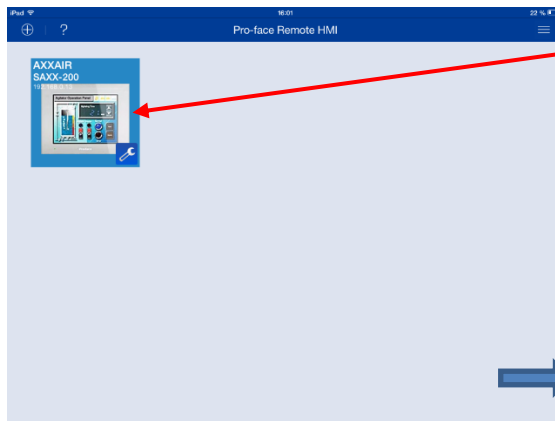 iPad 16:01 22 %
? Pro-face Remote HMI
AXXAIR
SAXX-200